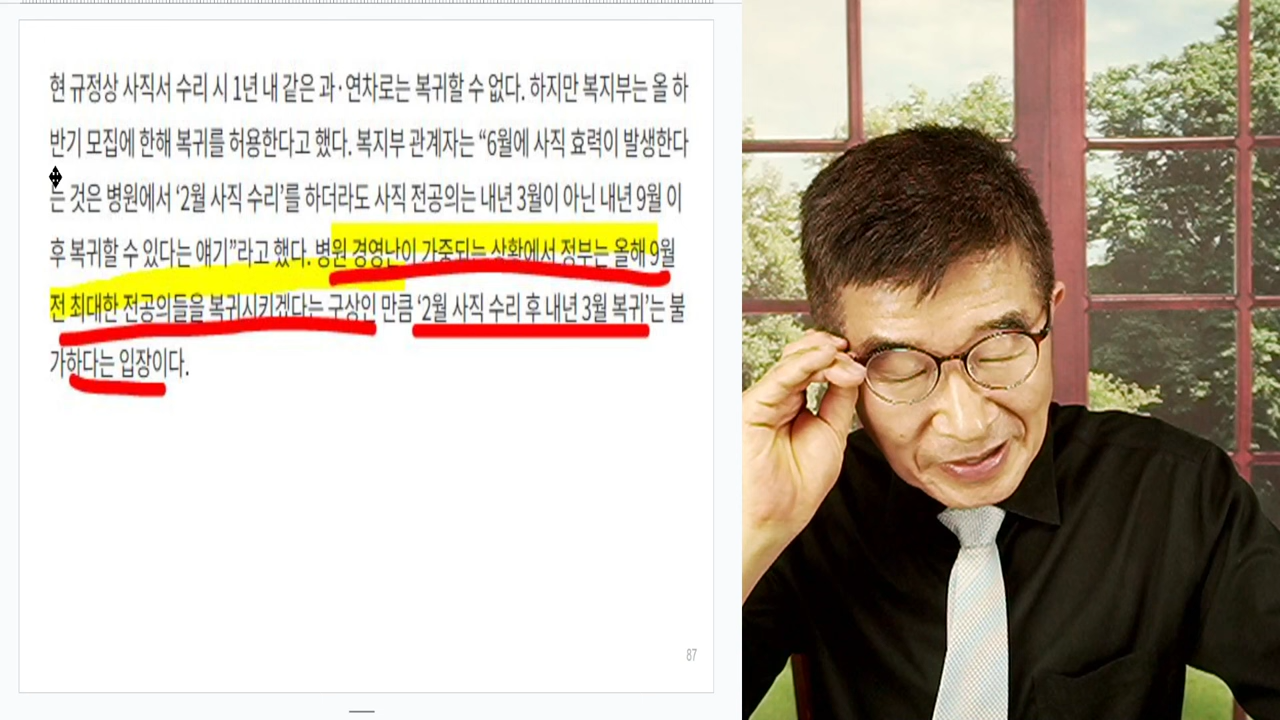 현 규정상 사직서 수리 시 1년 내 같은 과·연차로는 복귀할 수 없다. 하지만 복지부는 올 하
반기 모집에 한해 복귀를 허용한다고 했다. 복지부 관계자는 “6월에 사직 효력이 발생한다
는 것은 병원에서 ‘2월 사직 수리’를 하더라도 사직 전공의는 내년 3월이 아닌 내년 9월 이
후 복귀할 수 있다는 얘기”라고 했다. 병원 경영난이 가중되는 상황에서 정부는 올해 9월
전 최대한 전공의들을 복귀시키겠다는 구상인 만큼 ‘2월 사직 수리 후 내년 3월 복귀’는 불
가하다는 입장이다.
87